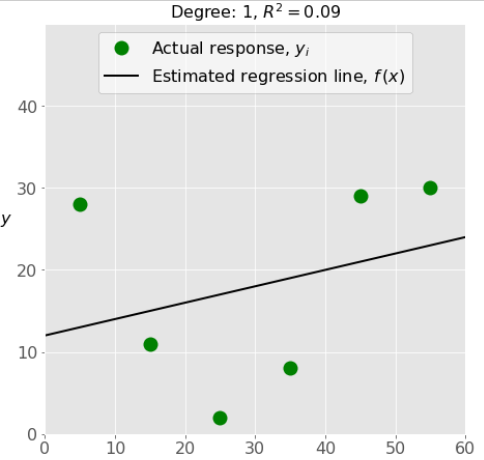 Degree: 1, R² = 0.09
Actual response, yᵢ
Estimated regression line, f(x)
40
30
y
20
10
0
0 10 20 30 40 50 60